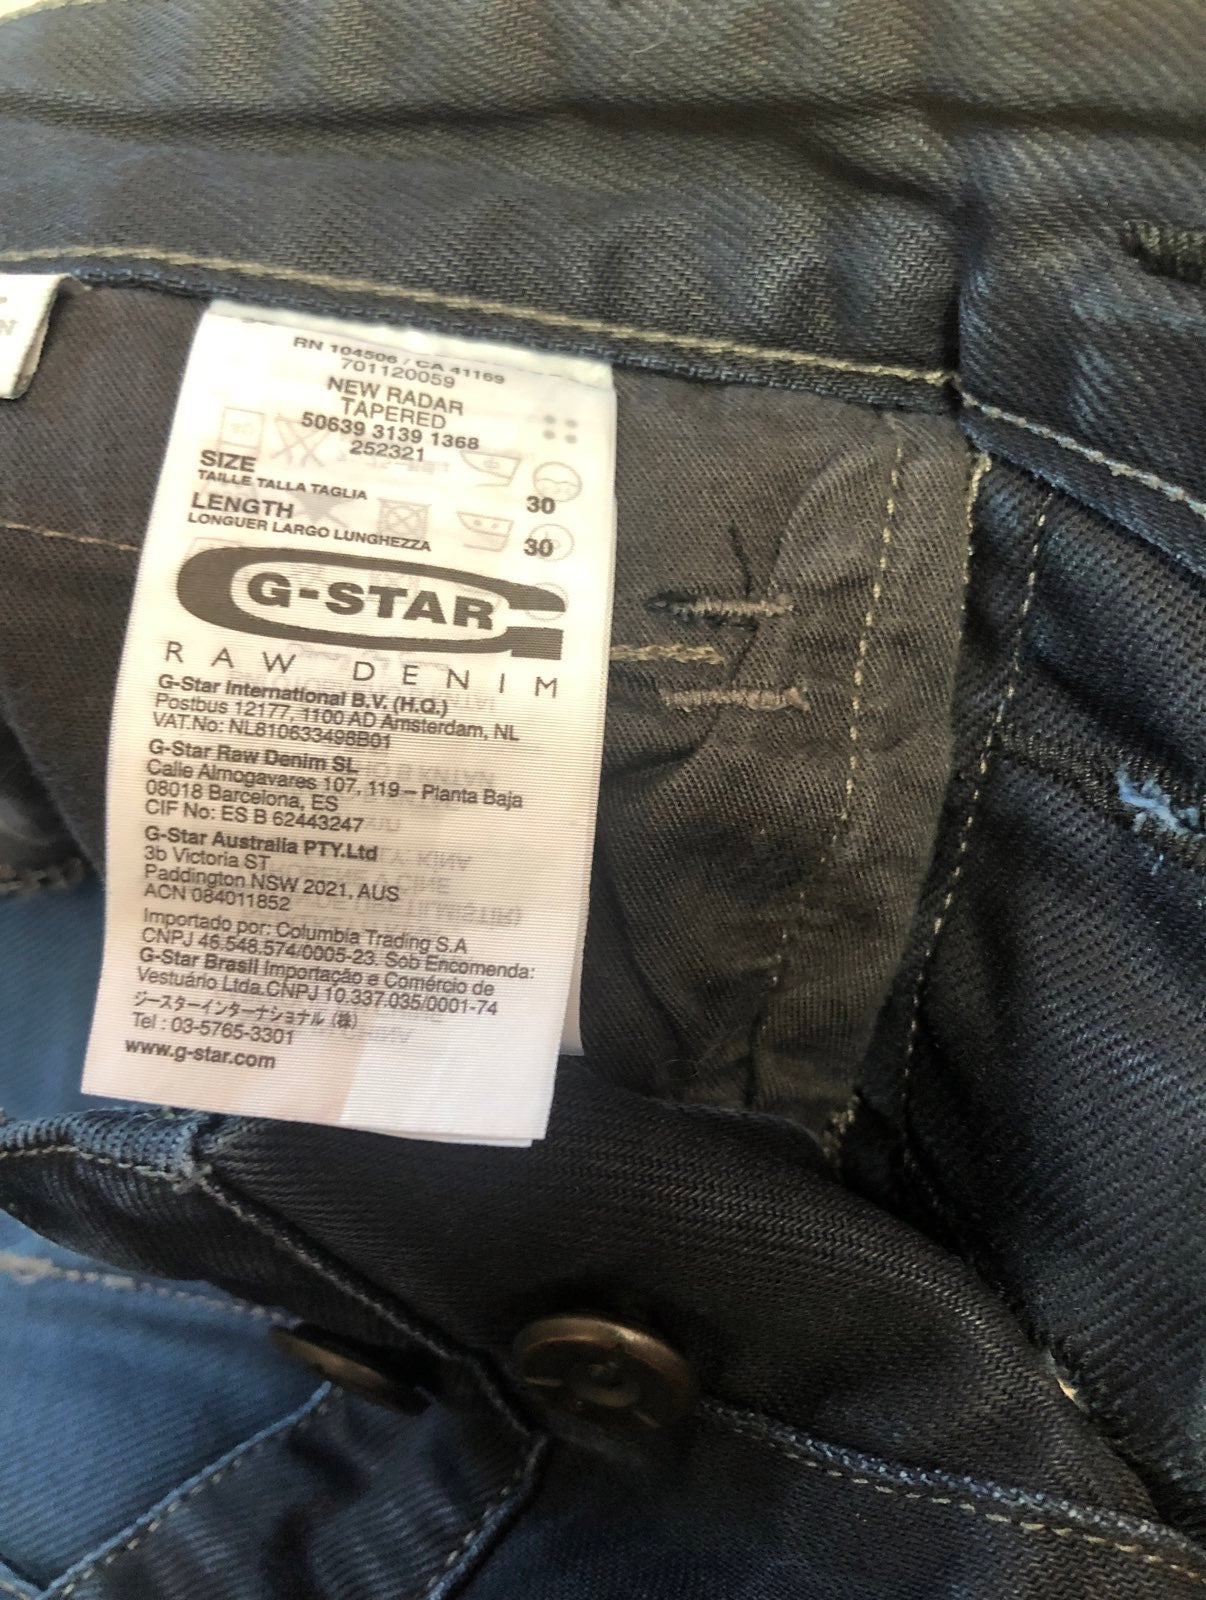 RN 104506 / CA 41169
701120059
NEW RADAR
TAPERED
50639 3139 1368
252321
SIZE
TAILLE TALLA TAGLIA 30
LENGTH
LONGUER LARGO LUNGHEZZA 30
G-STAR
RAW DENIM
G-Star International B.V. (H.Q.)
Postbus 12177, 1100 AD Amsterdam, NL
VAT.No: NL810633498B01
G-Star Raw Denim SL
Calle Almogavares 107, 119 – Planta Baja
08018 Barcelona, ES
CIF No: ES B 62443247
G-Star Australia PTY.Ltd
3b Victoria ST
Paddington NSW 2021, AUS
ACN 084011852
Importado por: Columbia Trading S.A
CNPJ 46.548.574/0005-23. Sob Encomenda:
G-Star Brasil Importação e Comércio de
Vestuário Ltda.CNPJ 10.337.035/0001-74
ジースターインターナショナル (株)
Tel : 03-5765-3301
www.g-star.com